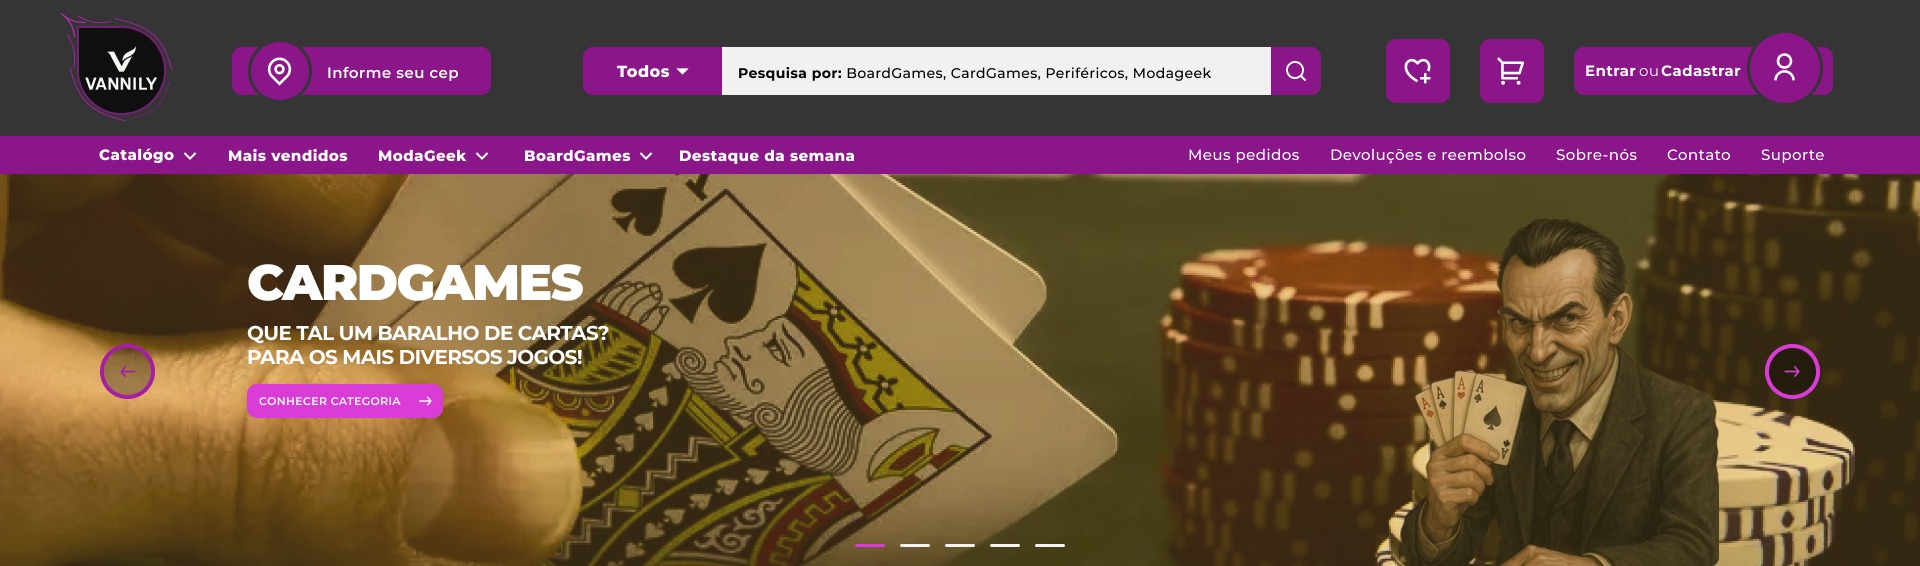 VANNILY
Informe seu cep
Todos
Pesquisa por: BoardGames, CardGames, Periféricos, Modageek
Entrar ou Cadastrar
Catalógo
Mais vendidos
ModaGeek
BoardGames
Destaque da semana
Meus pedidos
Devoluções e reembolso
Sobre-nós
Contato
Suporte
CARDGAMES
QUE TAL UM BARALHO DE CARTAS?
PARA OS MAIS DIVERSOS JOGOS!
CONHECER CATEGORIA
A A A A